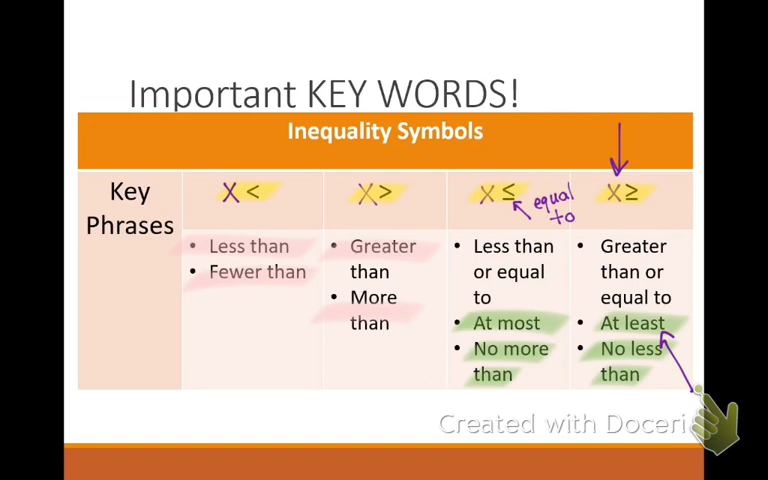 Important KEY WORDS!
Inequality Symbols
Key
Phrases
X <
X >
X ≤
equal
to
X ≥
• Less than
• Fewer than
• Greater
than
• More
than
• Less than
or equal
to
• At most
• No more
than
• Greater
than or
equal to
• At least
• No less
than
Created with Doceri